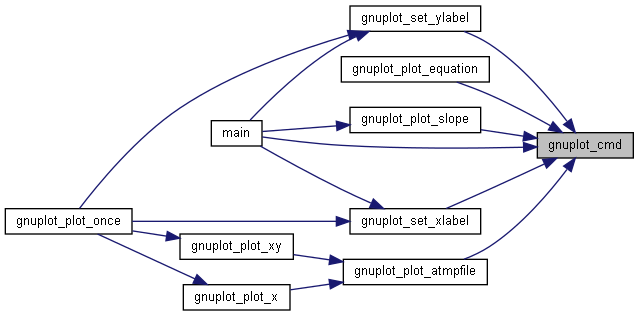 gnuplot_set_ylabel
gnuplot_plot_equation
gnuplot_plot_slope
main
gnuplot_cmd
gnuplot_plot_once
gnuplot_set_xlabel
gnuplot_plot_xy
gnuplot_plot_atmpfile
gnuplot_plot_x